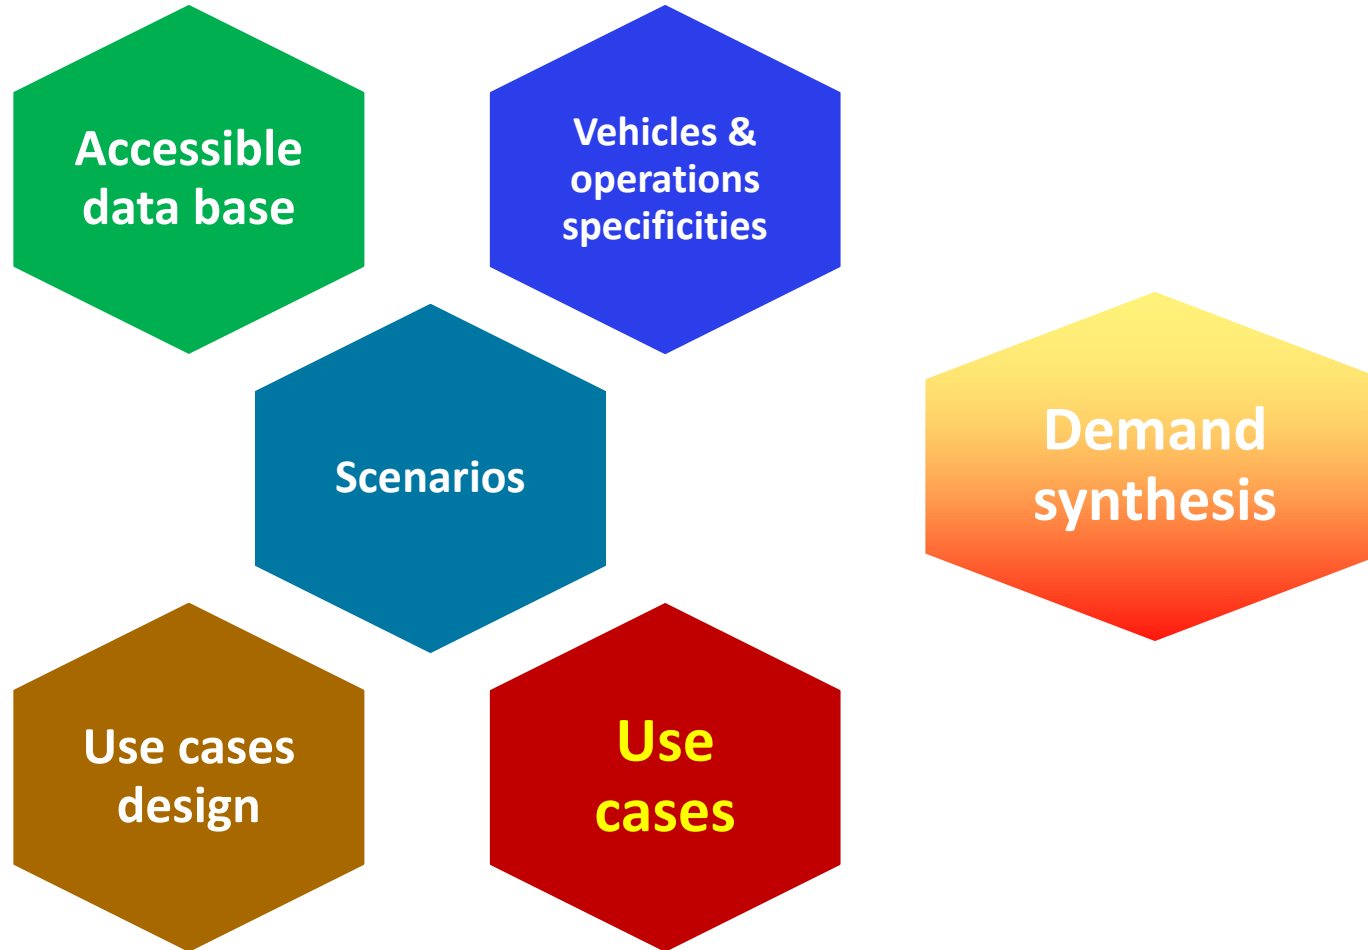 Accessible
data base
Vehicles &
operations
specificities
Scenarios
Demand
synthesis
Use cases
design
Use
cases